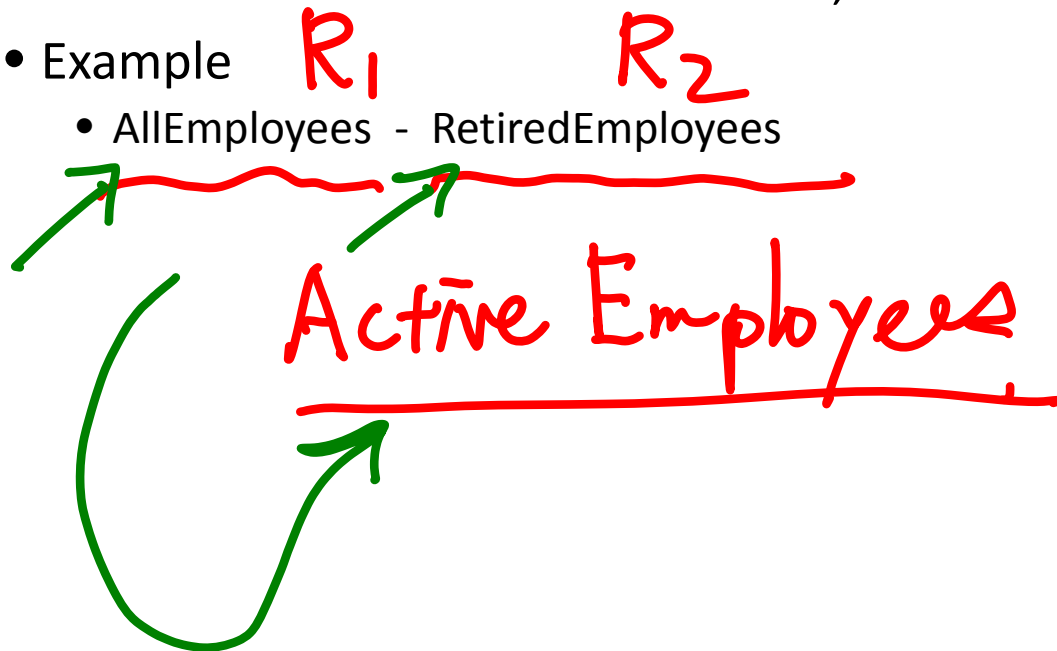 R1 R2
• Example
• AllEmployees - RetiredEmployees
Active Employees